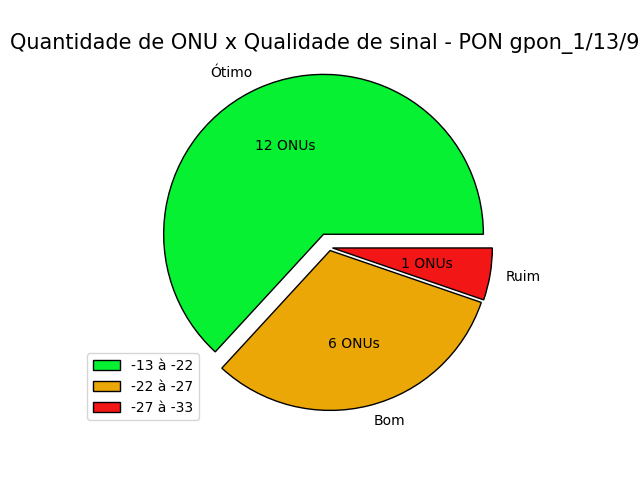 Quantidade de ONU x Qualidade de sinal - PON gpon_1/13/9
Ótimo
12 ONUs
1 ONUs
Ruim
6 ONUs
Bom
-13 à -22
-22 à -27
-27 à -33